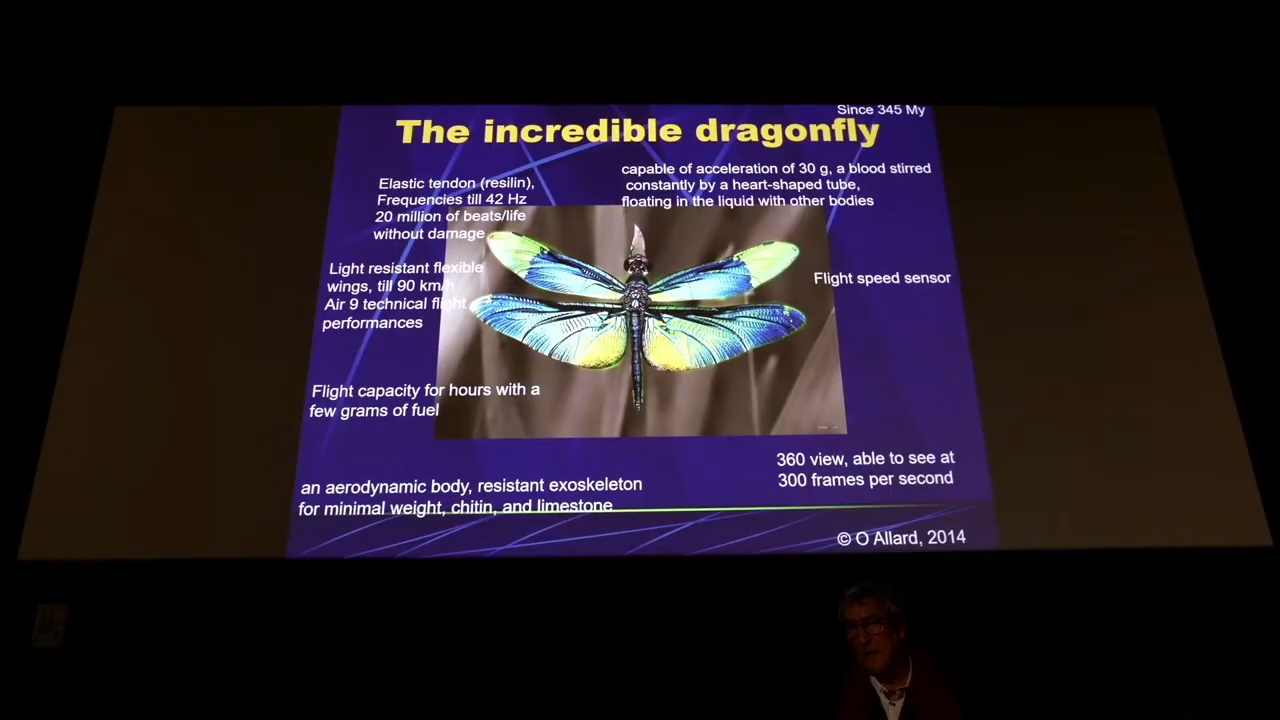 Since 345 My
The incredible dragonfly
capable of acceleration of 30 g, a blood stirred
constantly by a heart-shaped tube,
floating in the liquid with other bodies
Elastic tendon (resilin),
Frequencies till 42 Hz
20 million of beats/life
without damage
Light resistant flexible
wings, till 90 km/h
Air 9 technical flight
performances
Flight speed sensor
Flight capacity for hours with a
few grams of fuel
360 view, able to see at
300 frames per second
an aerodynamic body, resistant exoskeleton
for minimal weight, chitin, and limestone
© O Allard, 2014